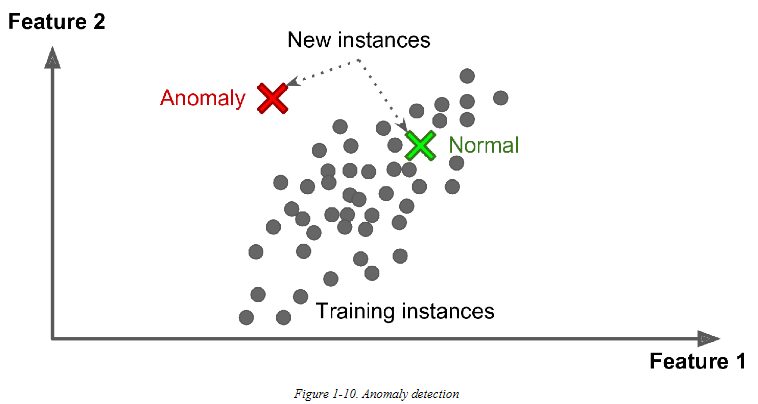 Feature 2
New instances
Anomaly
Normal
Training instances
Feature 1
Figure 1-10. Anomaly detection